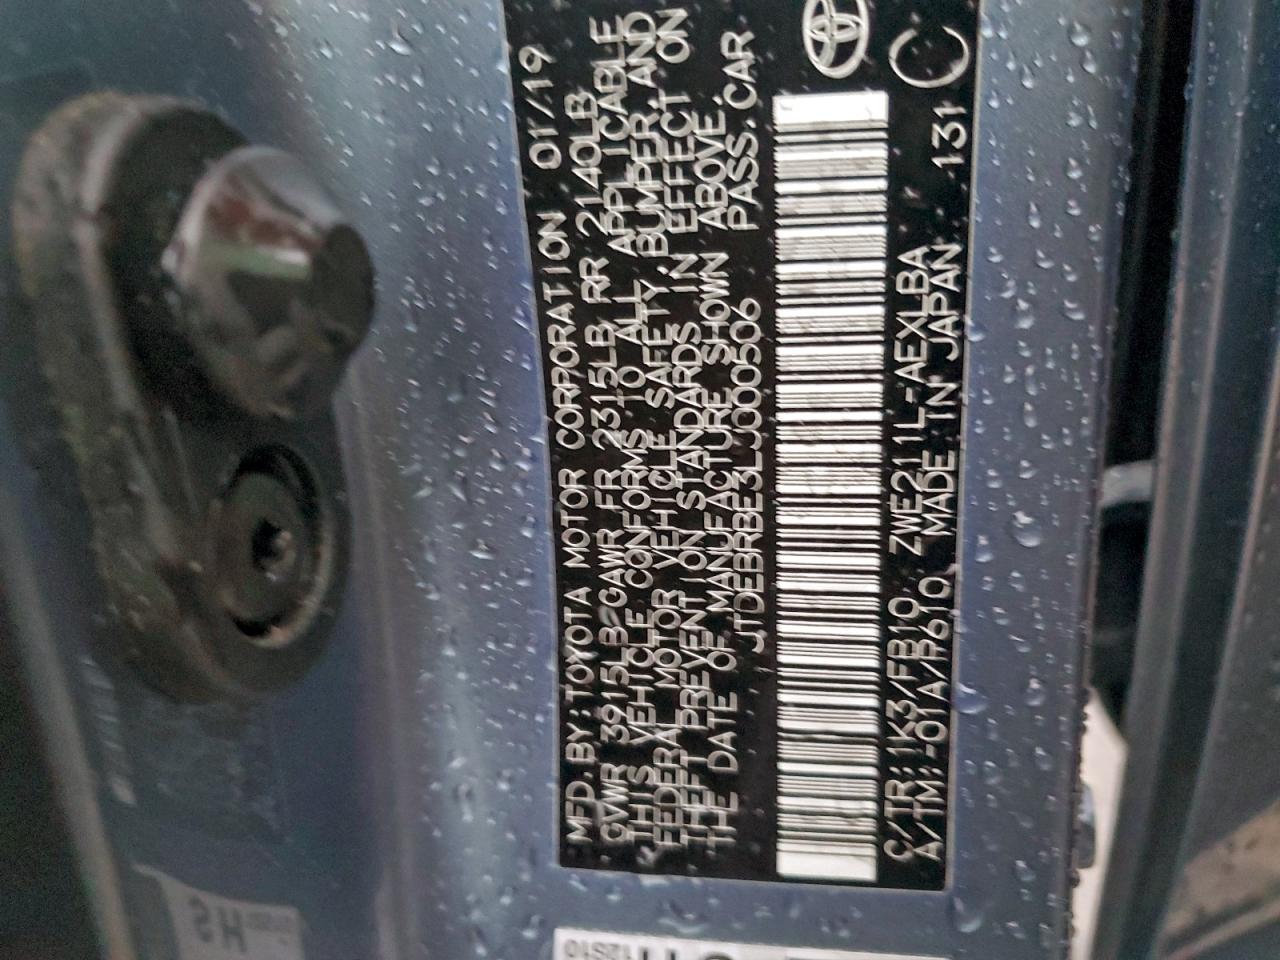 MFD.BY:TOYOTA MOTOR CORPORATION 01/19
GVWR 3915LB GAWR FR 2315LB RR 2140LB
THIS VEHICLE CONFORMS TO ALL APPLICABLE
FEDERAL MOTOR VEHICLE SAFETY,BUMPER,AND
THEFT PREVENTION STANDARDS IN EFFECT ON
THE DATE OF MANUFACTURE SHOWN ABOVE.
JTDEBRBE3LJ000506 PASS.CAR
C/TR:1K3/FB10 ZWE211L-AEXLBA
A/TM:-01A/P610 MADE IN JAPAN 131
C
HS
12S10